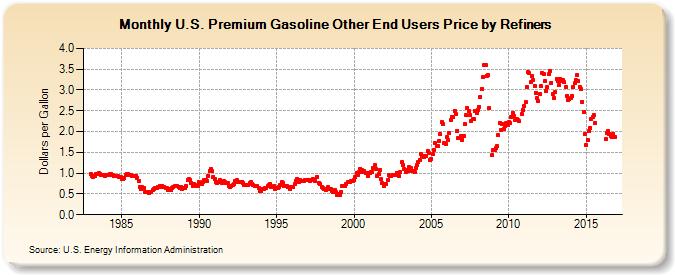 Monthly U.S. Premium Gasoline Other End Users Price by Refiners
Dollars per Gallon
4.0
3.5
3.0
2.5
2.0
1.5
1.0
0.5
0.0
1985 1990 1995 2000 2005 2010 2015
Source: U.S. Energy Information Administration